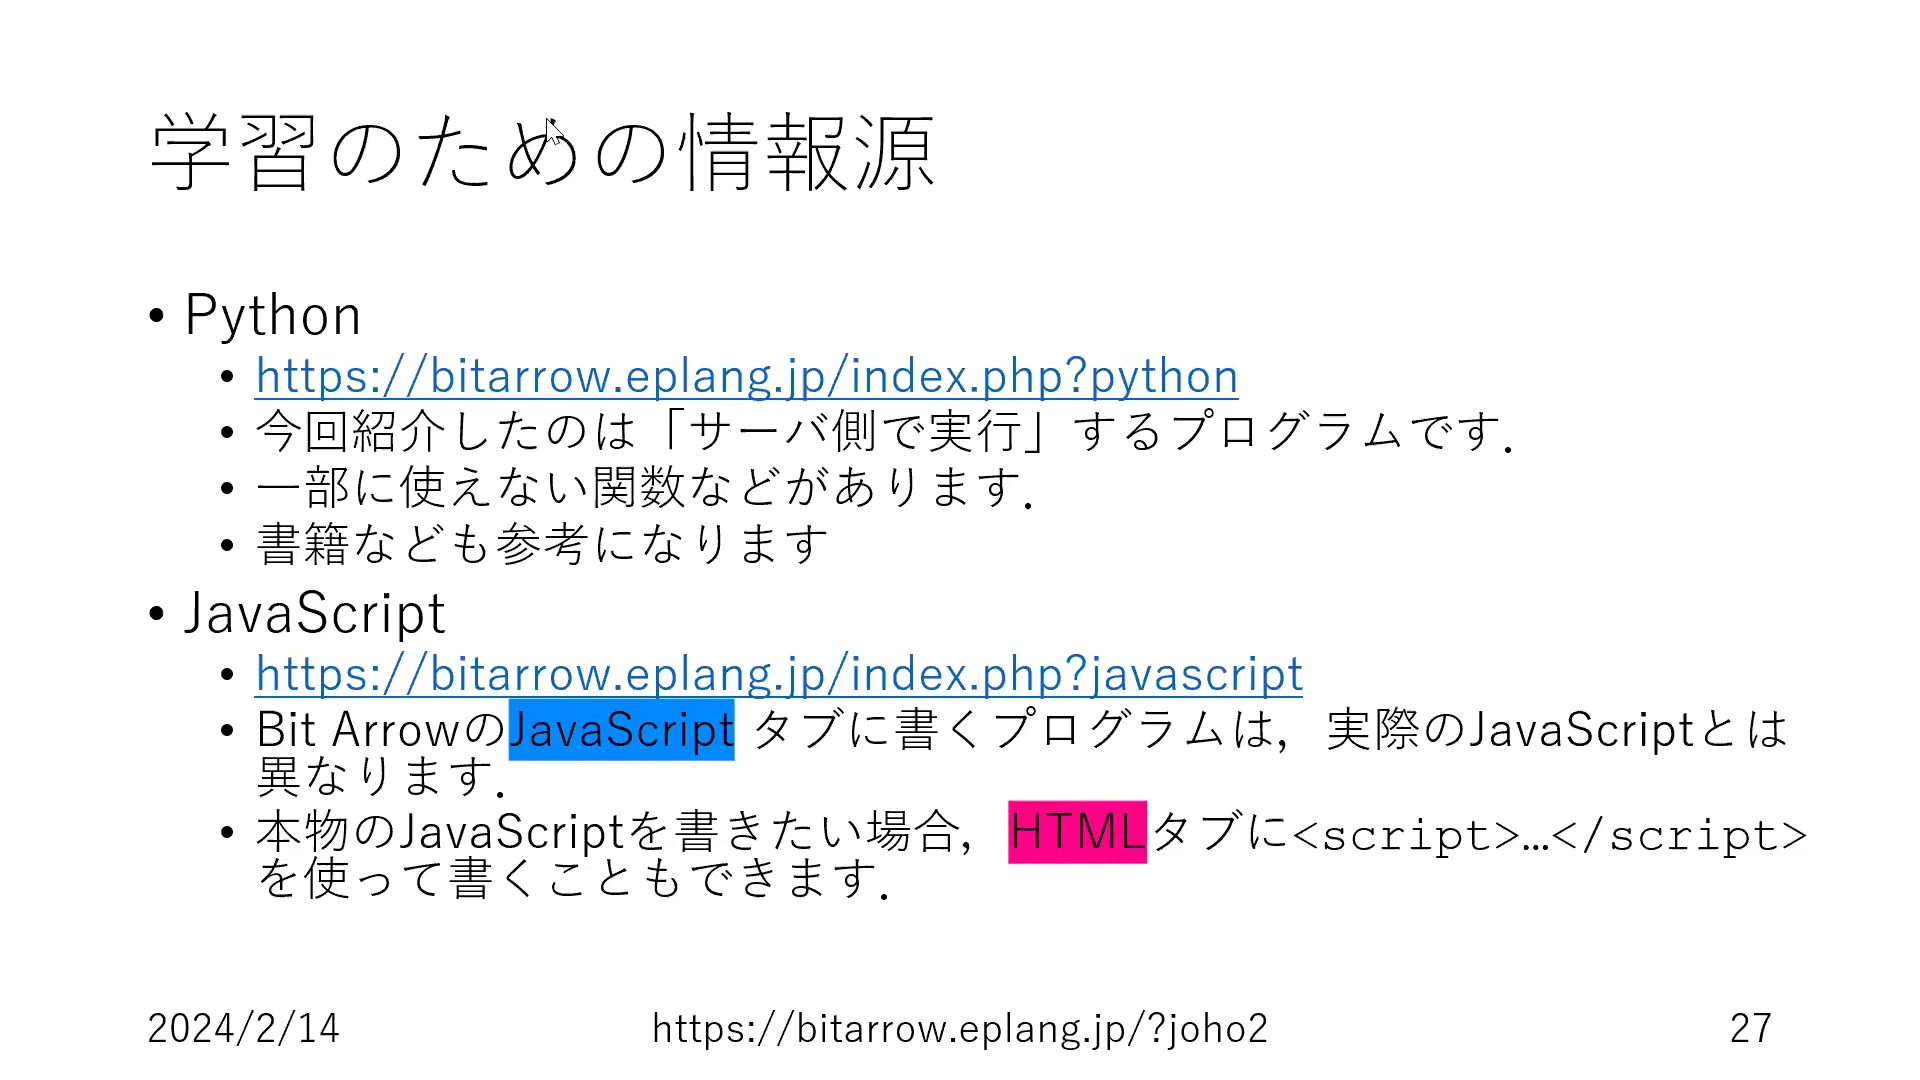 学習のための情報源
• Python
• https://bitarrow.eplang.jp/index.php?python
• 今回紹介したのは「サーバ側で実行」するプログラムです．
• 一部に使えない関数などがあります．
• 書籍なども参考になります
• JavaScript
• https://bitarrow.eplang.jp/index.php?javascript
• Bit ArrowのJavaScript タブに書くプログラムは，実際のJavaScriptとは
異なります．
• 本物のJavaScriptを書きたい場合，HTMLタブに<script>…</script>
を使って書くこともできます．
2024/2/14 https://bitarrow.eplang.jp/?joho2 27